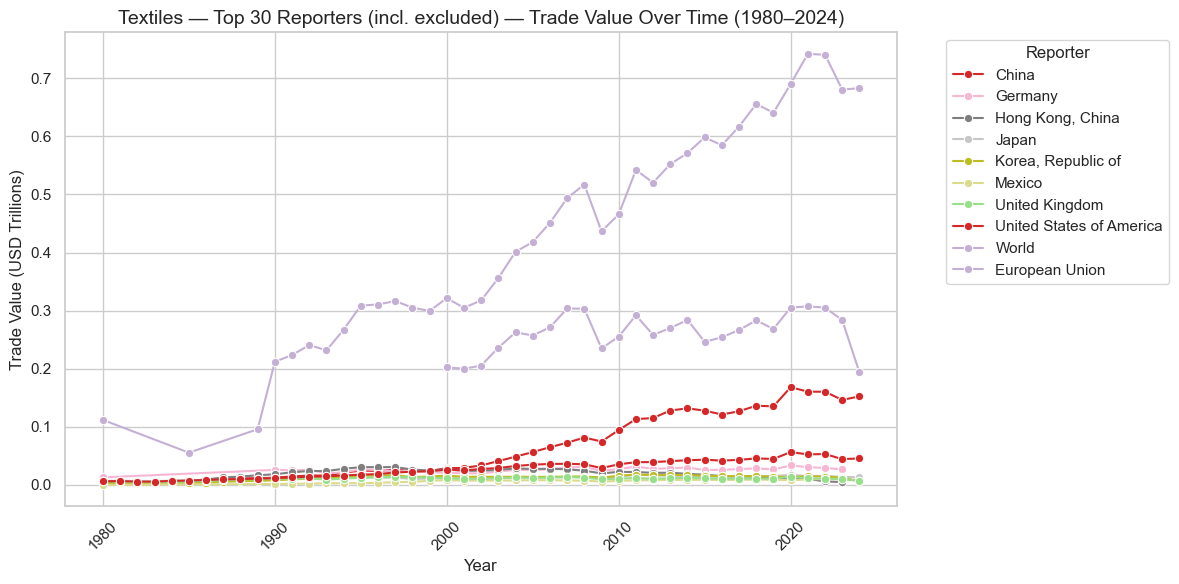 Textiles — Top 30 Reporters (incl. excluded) — Trade Value Over Time (1980–2024)
Trade Value (USD Trillions)
0.7
0.6
0.5
0.4
0.3
0.2
0.1
0.0
1980
1990
2000
2010
2020
Year
Reporter
China
Germany
Hong Kong, China
Japan
Korea, Republic of
Mexico
United Kingdom
United States of America
World
European Union